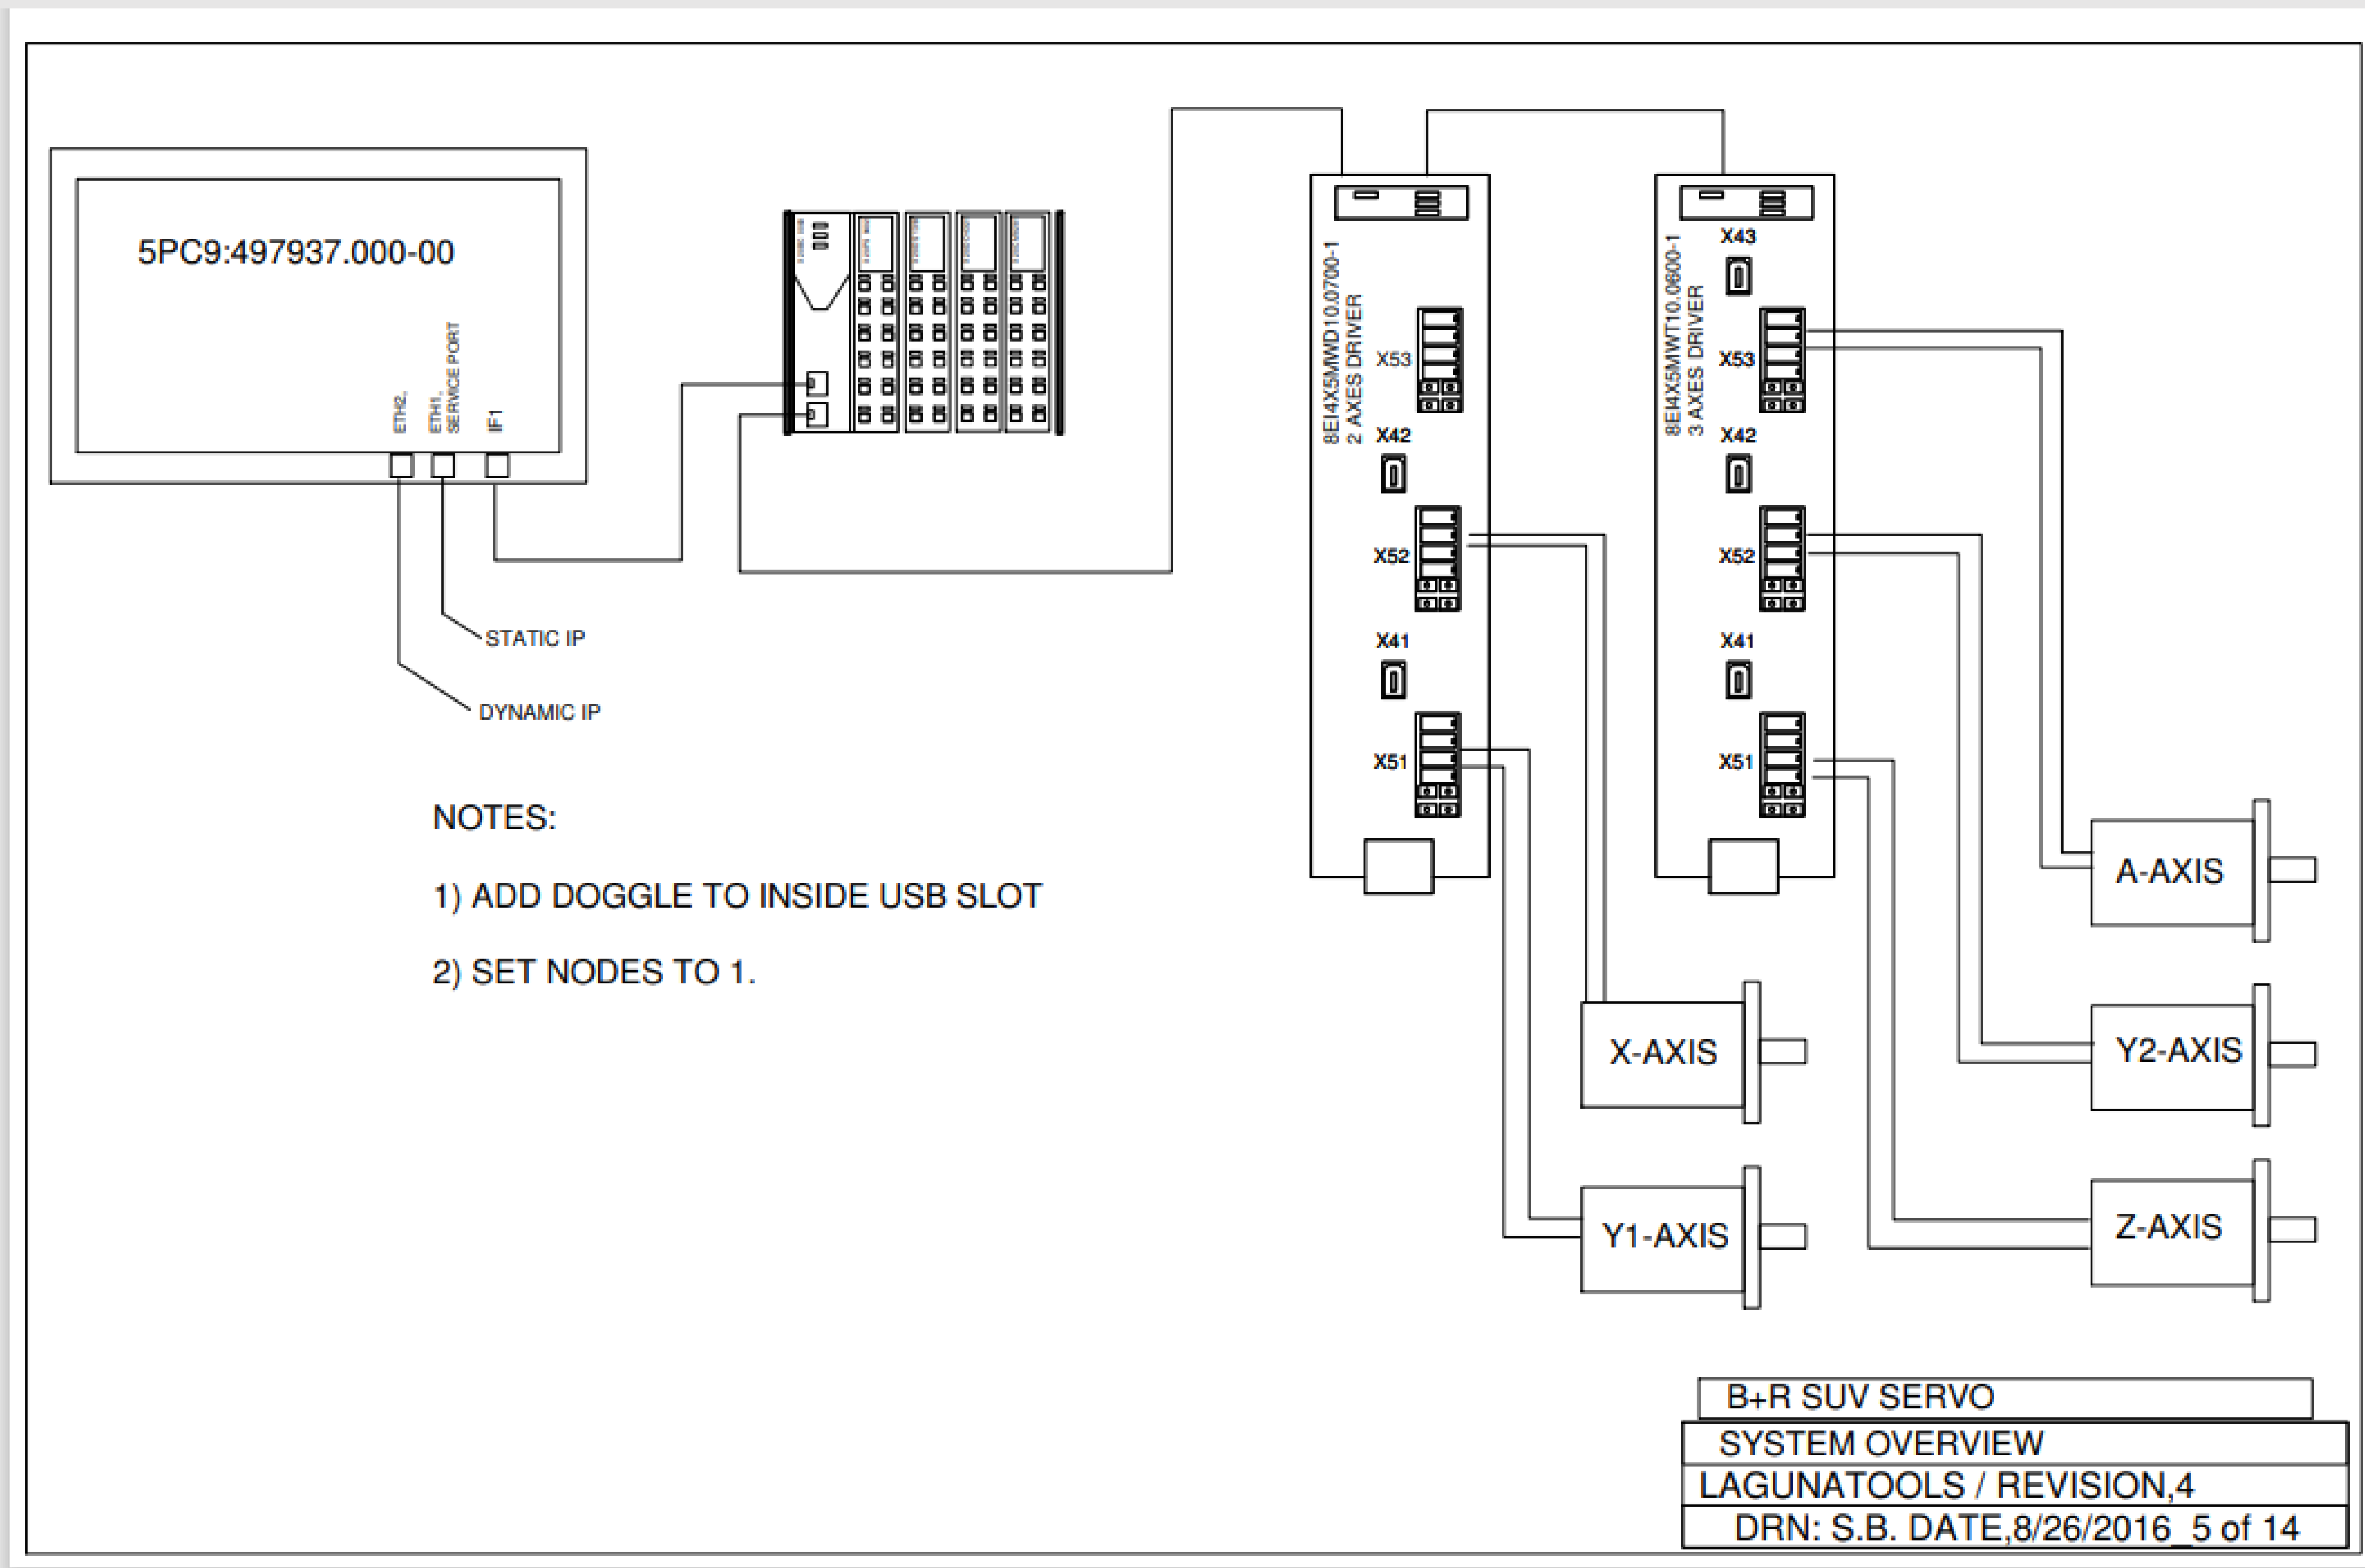 5PC9:497937.000-00
ETH2,
ETH1,
SERVICE PORT
IF1
STATIC IP
DYNAMIC IP
NOTES:
1) ADD DOGGLE TO INSIDE USB SLOT
2) SET NODES TO 1.
8EI4X5MWD10.0700-1
2 AXES DRIVER
X53
X42
X52
X41
X51
8EI4X5MWT10.0600-1
3 AXES DRIVER
X43
X53
X42
X52
X41
X51
A-AXIS
X-AXIS
Y2-AXIS
Y1-AXIS
Z-AXIS
B+R SUV SERVO
SYSTEM OVERVIEW
LAGUNATOOLS / REVISION,4
DRN: S.B. DATE,8/26/2016_5 of 14